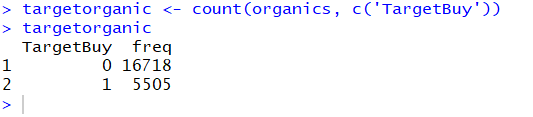 > targetorganic <- count(organics, c('TargetBuy'))
> targetorganic
  TargetBuy  freq
1         0 16718
2         1  5505
>